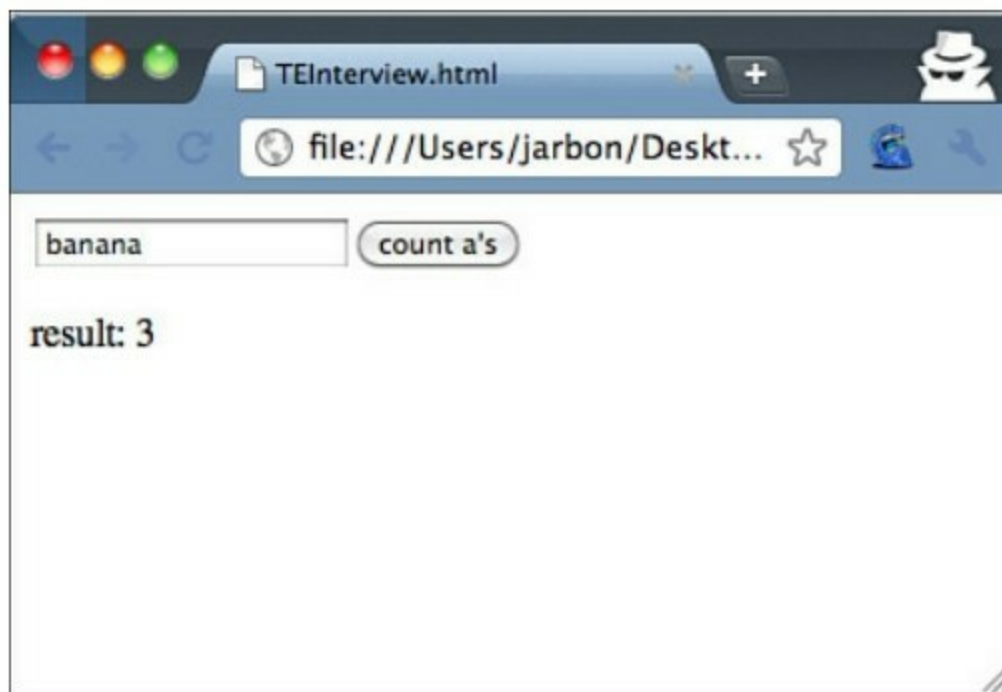 TEInterview.html
file:///Users/jarbon/Deskt...
banana count a's
result: 3